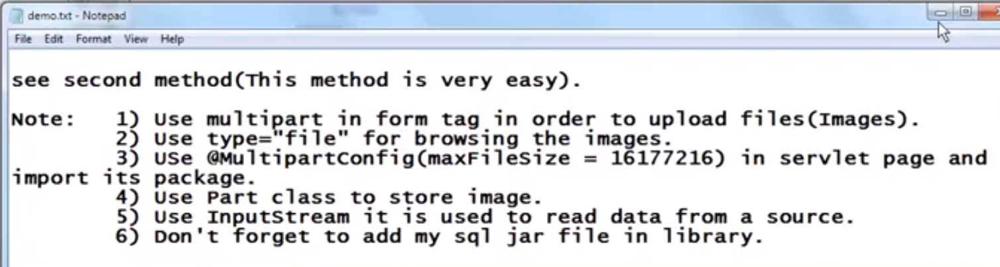 demo.txt - Notepad
File Edit Format View Help
see second method(This method is very easy).
Note: 1) Use multipart in form tag in order to upload files(Images).
2) Use type="file" for browsing the images.
3) USe @MultipartConfig(maxFileSize = 16177216) in servlet page and
import its package.
4) Use Part class to store image.
5) Use InputStream it is used to read data from a source.
6) Don't forget to add my sql jar file in library.